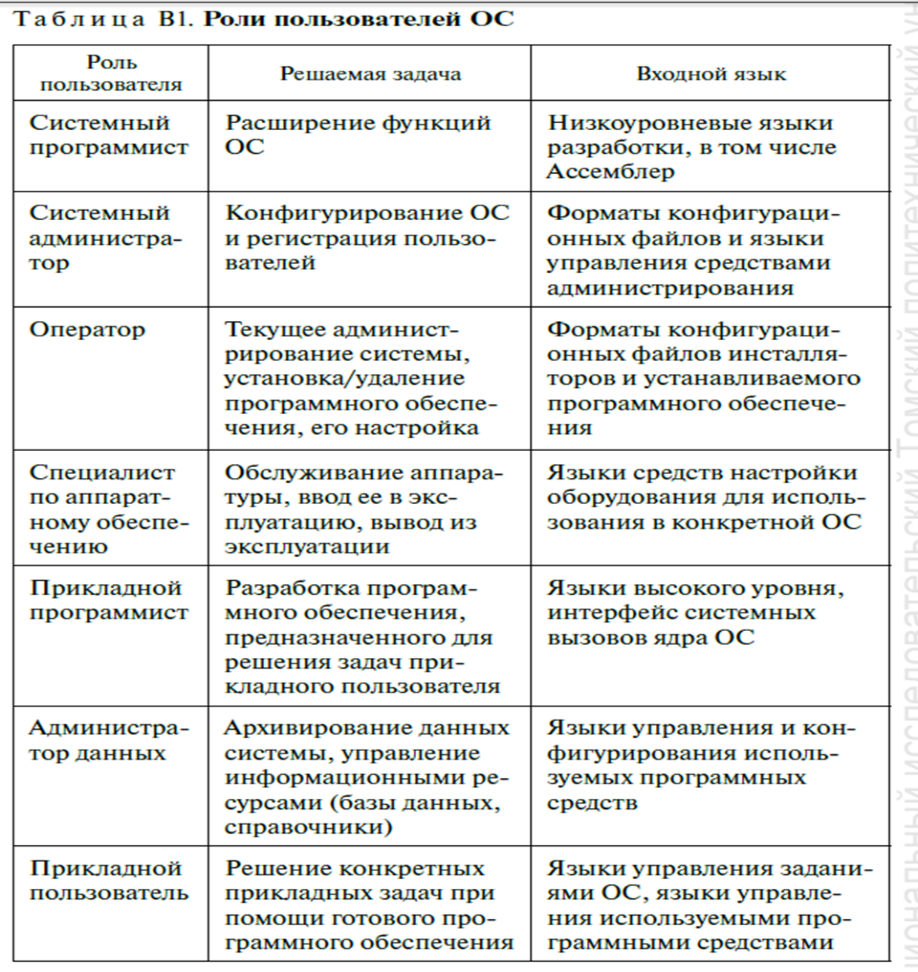 Таблица В1. Роли пользователей ОС
Роль
пользователя
Решаемая задача
Входной язык
Системный
программист
Расширение функций
ОС
Низкоуровневые языки
разработки, в том числе
Ассемблер
Системный
администра-
тор
Конфигурирование ОС
и регистрация пользо-
вателей
Форматы конфигураци-
онных файлов и языки
управления средствами
администрирования
Оператор
Текущее админист-
рирование системы,
установка/удаление
программного обеспе-
чения, его настройка
Форматы конфигураци-
онных файлов инсталля-
торов и устанавливаемого
программного обеспече-
ния
Специалист
по аппарат-
ному обеспе-
чению
Обслуживание аппара-
туры, ввод ее в экс-
плуатацию, вывод из
эксплуатации
Языки средств настройки
оборудования для исполь-
зования в конкретной ОС
Прикладной
программист
Разработка програм-
много обеспечения,
предназначенного для
решения задач при-
кладного пользователя
Языки высокого уровня,
интерфейс системных
вызовов ядра ОС
Администра-
тор данных
Архивирование данных
системы, управление
информационными ре-
сурсами (базы данных,
справочники)
Языки управления и кон-
фигурирования исполь-
зуемых программных
средств
Прикладной
пользователь
Решение конкретных
прикладных задач при
помощи готового про-
граммного обеспечения
Языки управления задани-
ями ОС, языки управле-
ния используемыми про-
граммными средствами
исследовательский Томский политехнический